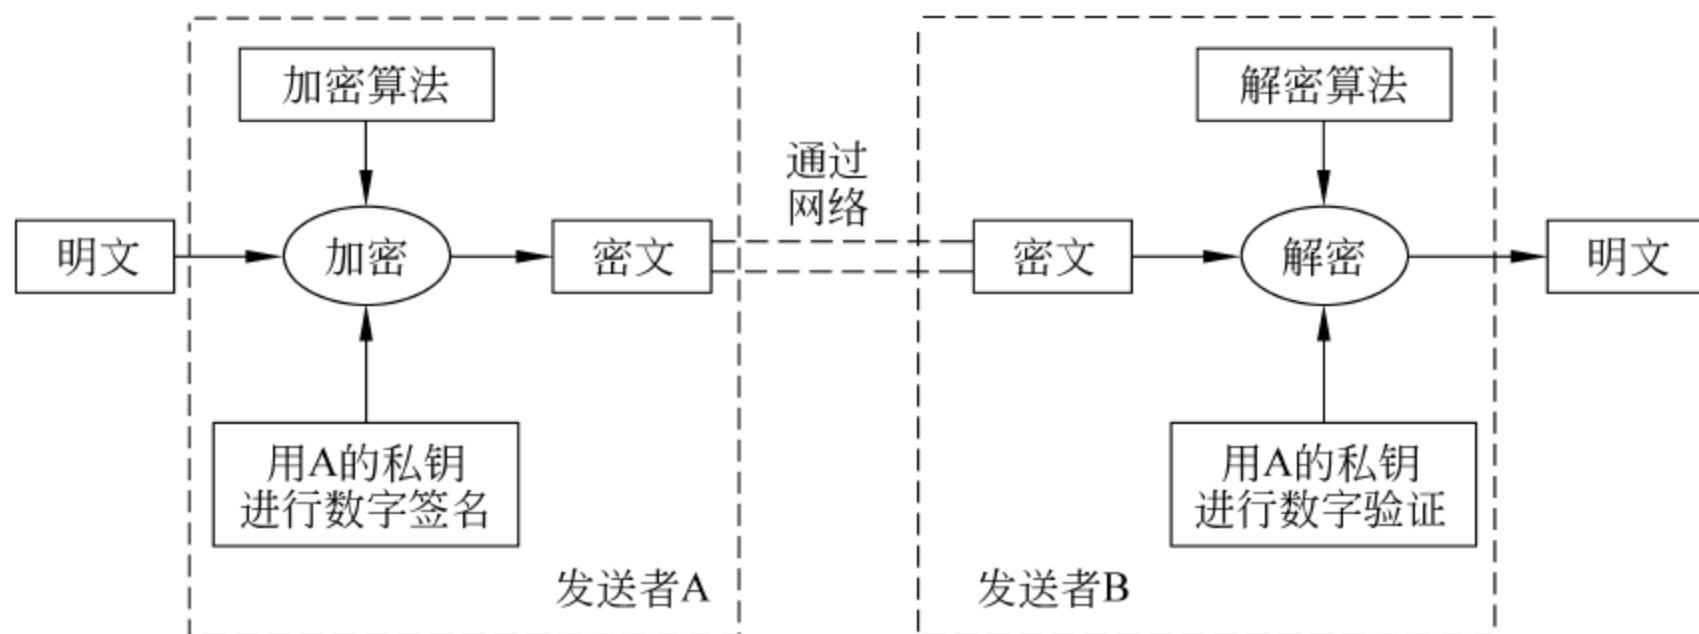 加密算法
解密算法
通过
网络
明文
加密
密文
密文
解密
明文
用A的私钥
进行数字签名
用A的私钥
进行数字验证
发送者A
发送者B